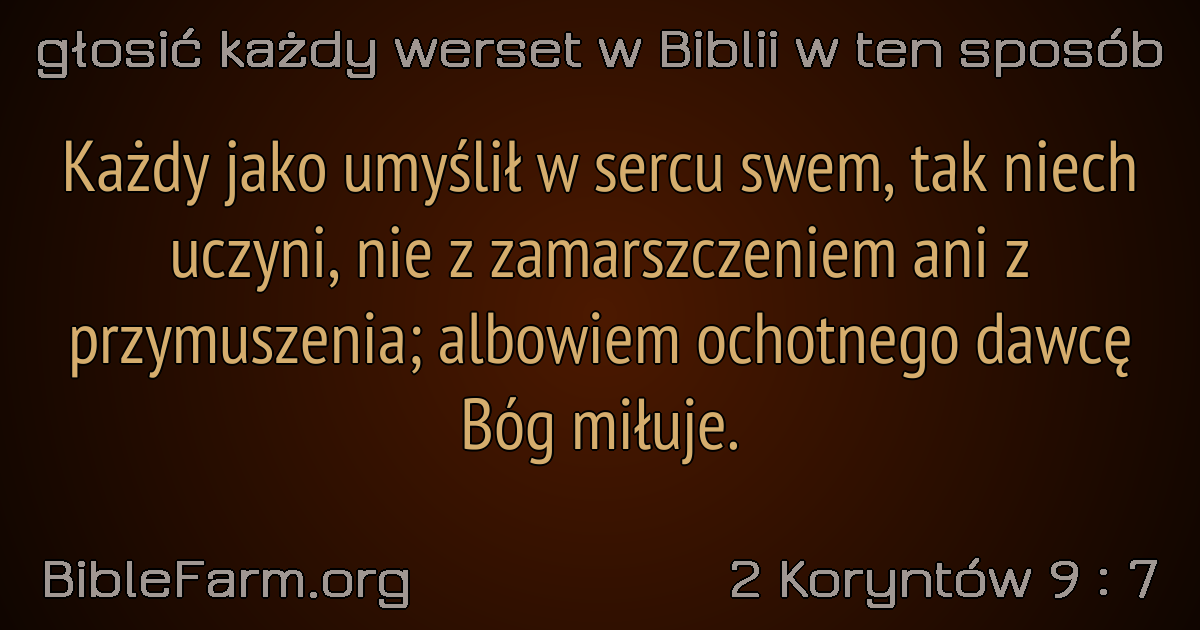 głosić każdy werset w Biblii w ten sposób
Każdy jako umyślił w sercu swem, tak niech
uczyni, nie z zamarszczeniem ani z
przymuszenia; albowiem ochotnego dawcę
Bóg miłuje.
BibleFarm.org
2 Koryntów 9 : 7